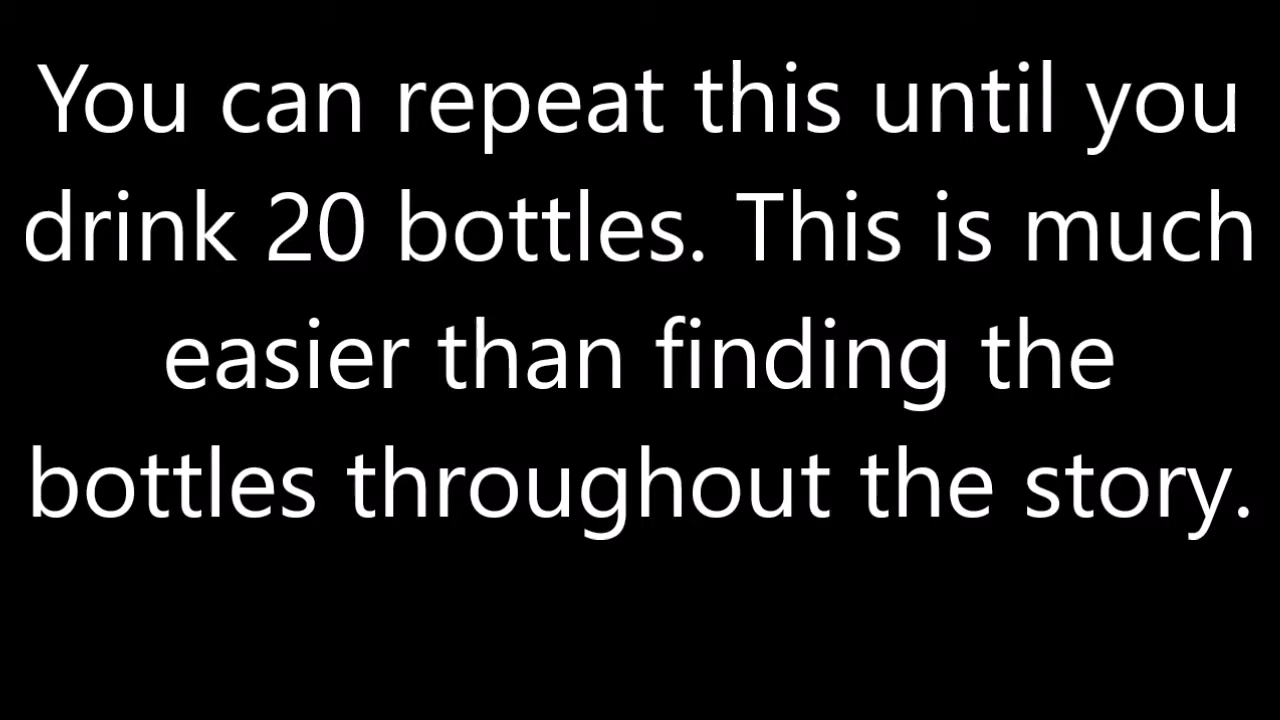 You can repeat this until you
drink 20 bottles. This is much
easier than finding the
bottles throughout the story.